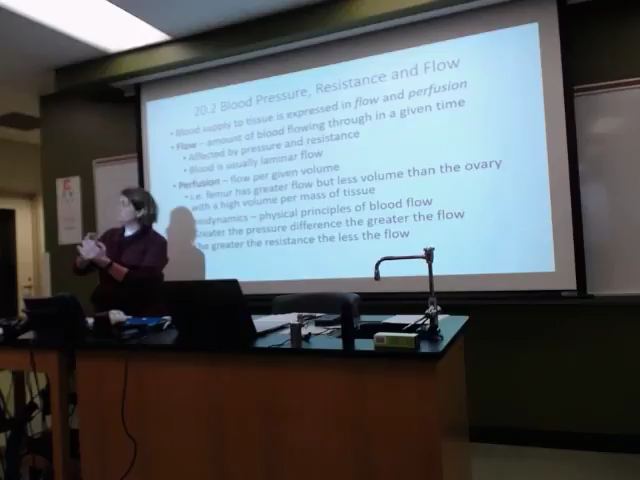 20.2 Blood Pressure, Resistance and Flow
• Blood supply to tissue is expressed in flow and perfusion
• Flow – amount of blood flowing through in a given time
• Affected by pressure and resistance
• Blood is usually laminar flow
• Perfusion – flow per given volume
• i.e. femur has greater flow but less volume than the ovary
with a high volume per mass of tissue
– physical principles of blood flow
the pressure difference the greater the flow
the greater the resistance the less the flow